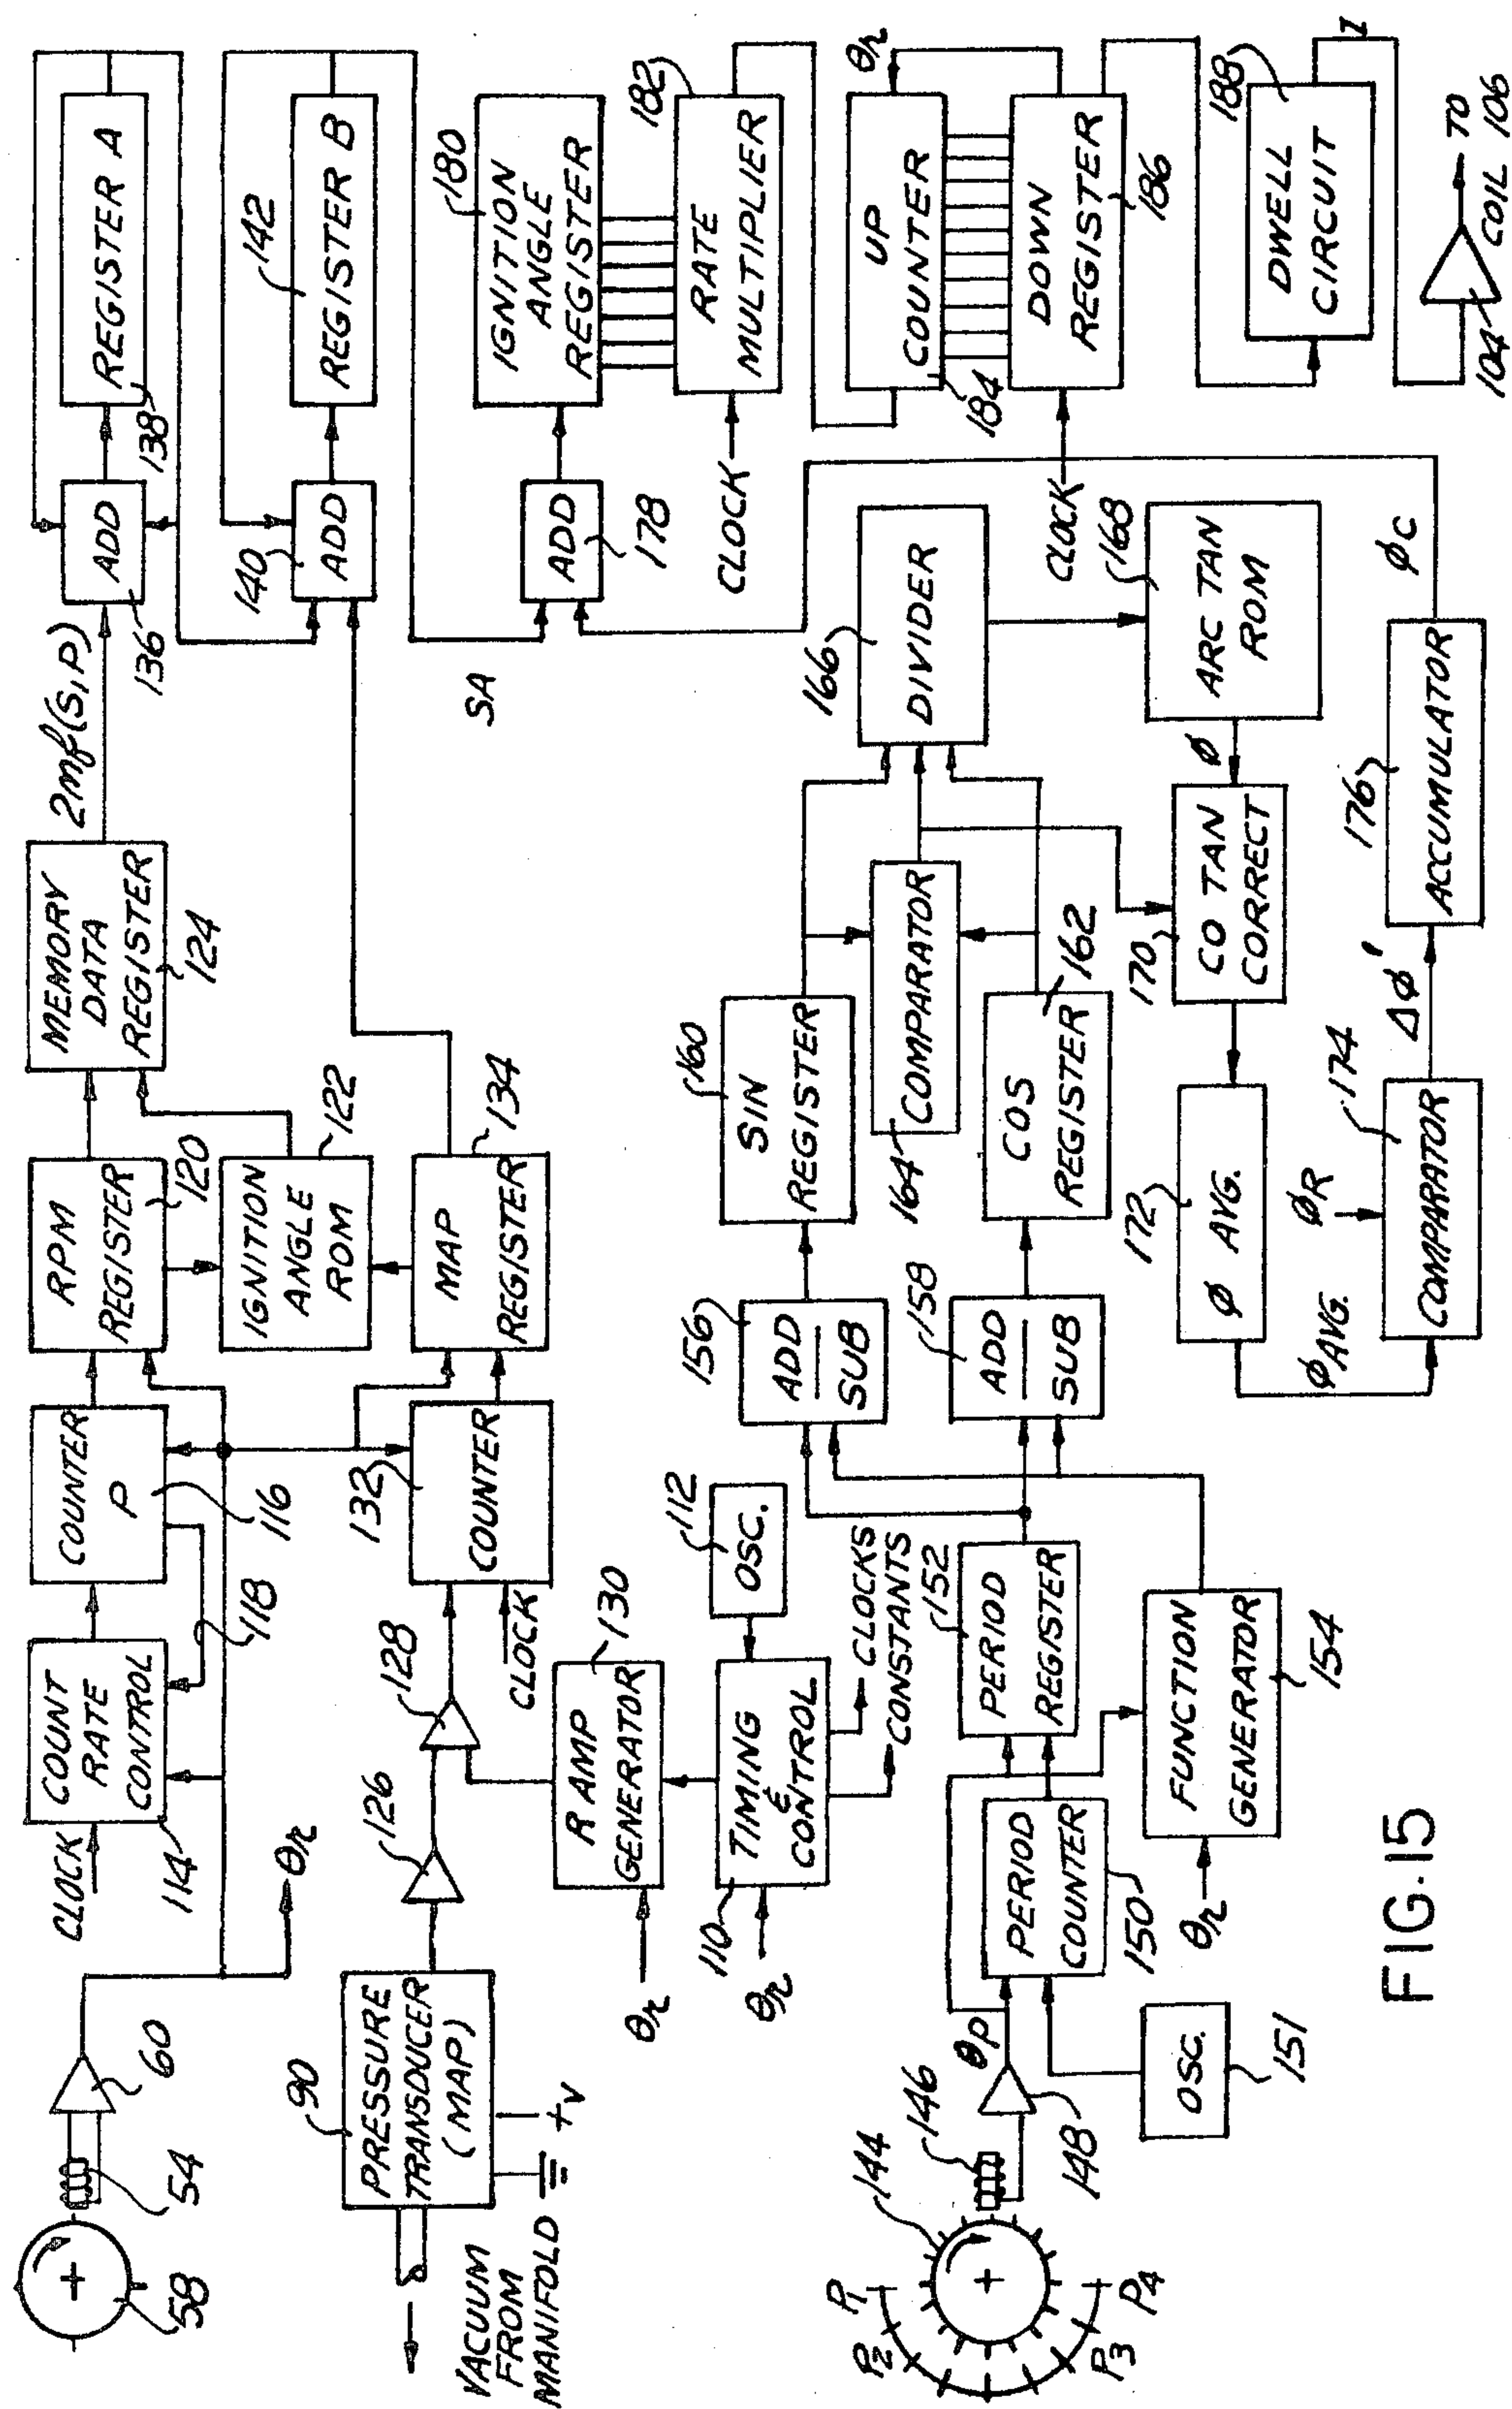 58
54
60
θr
CLOCK
114
COUNT
RATE
CONTROL
118
COUNTER
P
116
RPM
REGISTER
120
IGNITION
ANGLE
ROM
122
MEMORY
DATA
REGISTER
124
2mf(S,P)
ADD
136
REGISTER A
138
ADD
140
REGISTER B
142
VACUUM
FROM
MANIFOLD
90
PRESSURE
TRANSDUCER
(MAP)
+V
126
128
132
COUNTER
CLOCK
MAP
REGISTER
134
SA
ADD
178
IGNITION
ANGLE
REGISTER
180
CLOCK
RATE
MULTIPLIER
182
θr
RAMP
GENERATOR
130
θr
110
TIMING
&
CONTROL
112
OSC.
CLOCKS
CONSTANTS
UP
COUNTER
184
θr
CLOCK
DOWN
REGISTER
186
DWELL
CIRCUIT
188
I
104
TO
COIL 106
P1
P2
P3
P4
144
146
148
θp
OSC.
151
PERIOD
COUNTER
150
PERIOD
REGISTER
152
θr
FUNCTION
GENERATOR
154
156
ADD
SUB
158
ADD
SUB
160
SIN
REGISTER
164
COMPARATOR
COS
REGISTER
162
166
DIVIDER
168
ARC TAN
ROM
φ
170
CO TAN
CORRECT
172
φ AVG.
φAVG.
φR
COMPARATOR
174
Δφ'
176
ACCUMULATOR
φC
FIG. 15